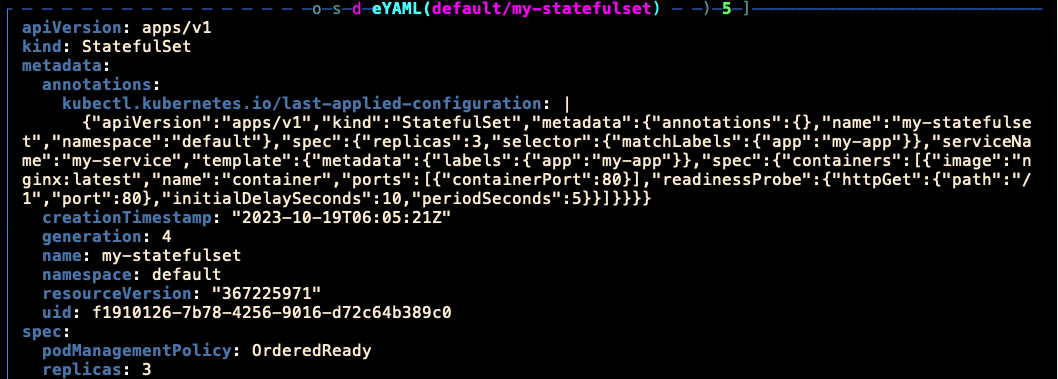 o s d eYAML(default/my-statefulset) ) 5 ]
apiVersion: apps/v1
kind: StatefulSet
metadata:
  annotations:
    kubectl.kubernetes.io/last-applied-configuration: |
      {"apiVersion":"apps/v1","kind":"StatefulSet","metadata":{"annotations":{},"name":"my-statefulse
t","namespace":"default"},"spec":{"replicas":3,"selector":{"matchLabels":{"app":"my-app"}},"serviceNa
me":"my-service","template":{"metadata":{"labels":{"app":"my-app"}},"spec":{"containers":[{"image":"n
ginx:latest","name":"container","ports":[{"containerPort":80}],"readinessProbe":{"httpGet":{"path":"/
1","port":80},"initialDelaySeconds":10,"periodSeconds":5}}]}}}}
  creationTimestamp: "2023-10-19T06:05:21Z"
  generation: 4
  name: my-statefulset
  namespace: default
  resourceVersion: "367225971"
  uid: f1910126-7b78-4256-9016-d72c64b389c0
spec:
  podManagementPolicy: OrderedReady
  replicas: 3